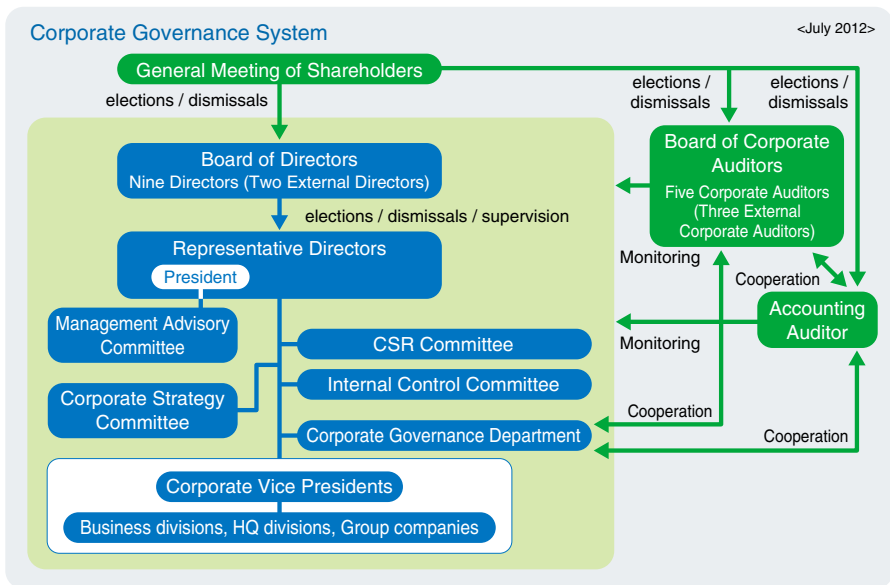 Corporate Governance System
<July 2012>
General Meeting of Shareholders
elections / dismissals
elections /
dismissals
elections /
dismissals
Board of Directors
Nine Directors (Two External Directors)
Board of Corporate
Auditors
Five Corporate Auditors
(Three External
Corporate Auditors)
elections / dismissals / supervision
Representative Directors
President
Monitoring
Cooperation
Management Advisory
Committee
Accounting
Auditor
CSR Committee
Monitoring
Internal Control Committee
Corporate Strategy
Committee
Cooperation
Corporate Governance Department
Cooperation
Corporate Vice Presidents
Business divisions, HQ divisions, Group companies